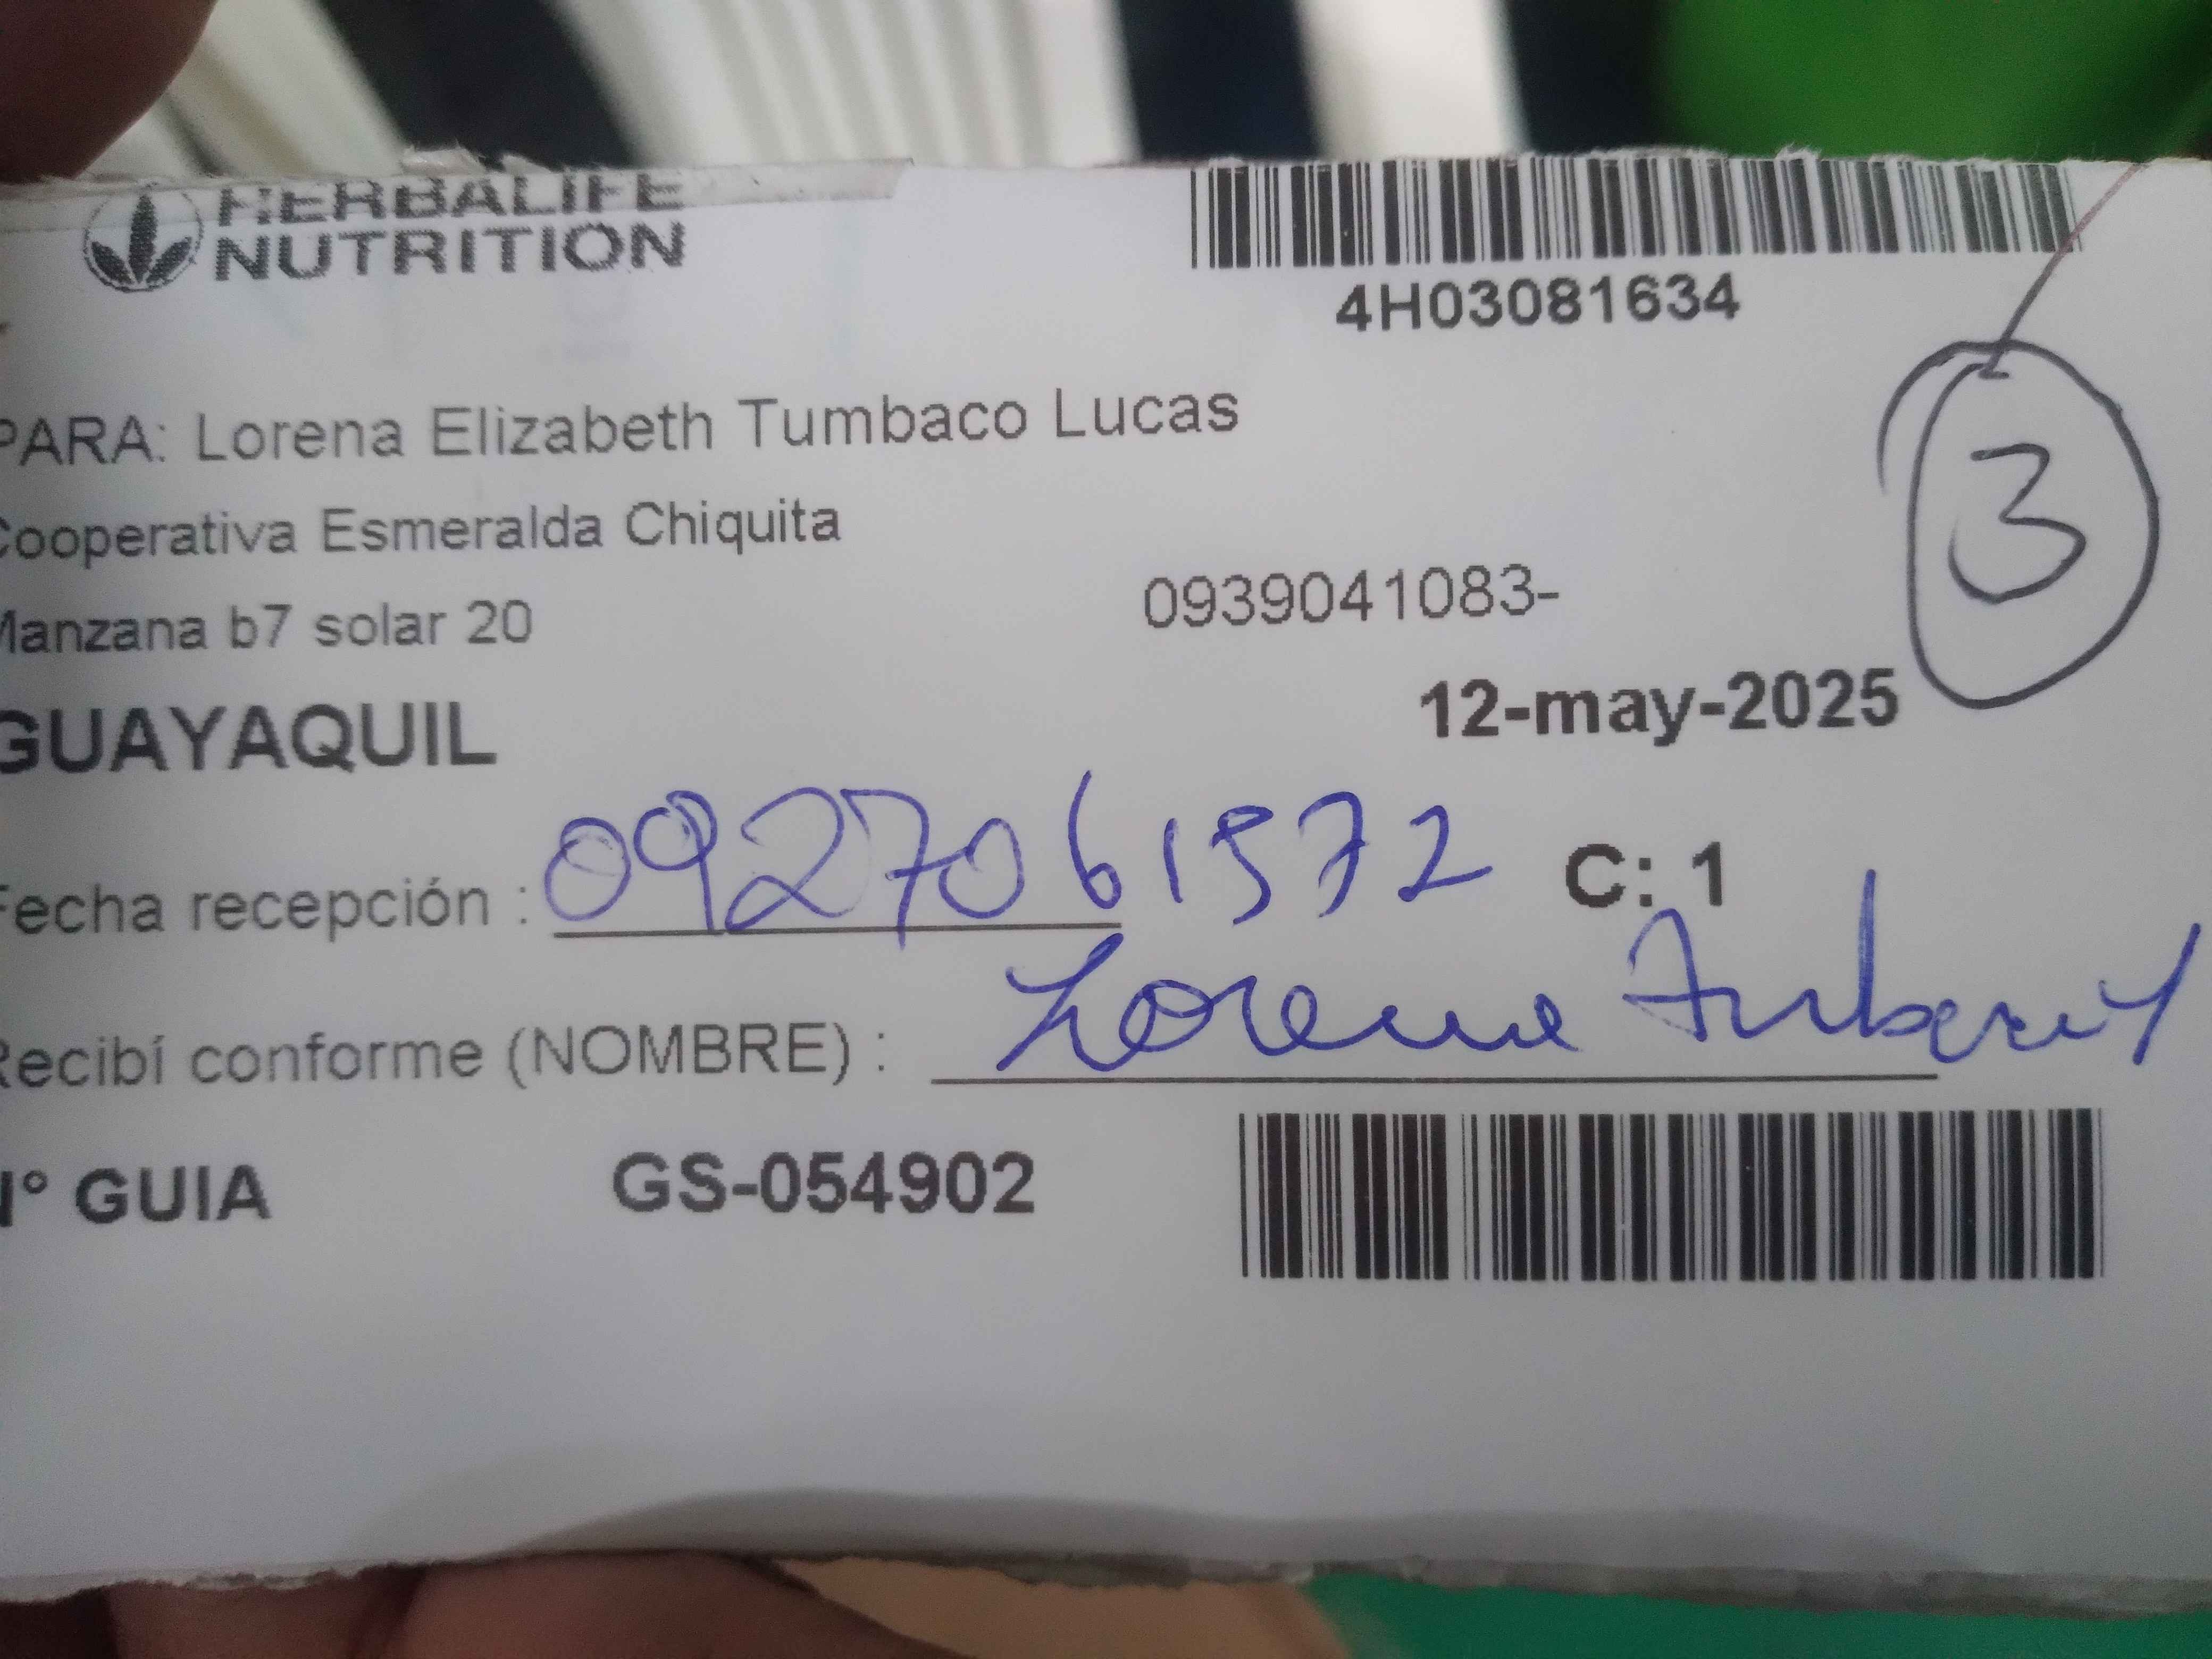 HERBALIFE
NUTRITION
4H03081634
3
PARA: Lorena Elizabeth Tumbaco Lucas
Cooperativa Esmeralda Chiquita
Manzana b7 solar 20
0939041083-
GUAYAQUIL
12-may-2025
Fecha recepción : 0927061572 C: 1
Recibí conforme (NOMBRE) : Lorena
N° GUIA GS-054902